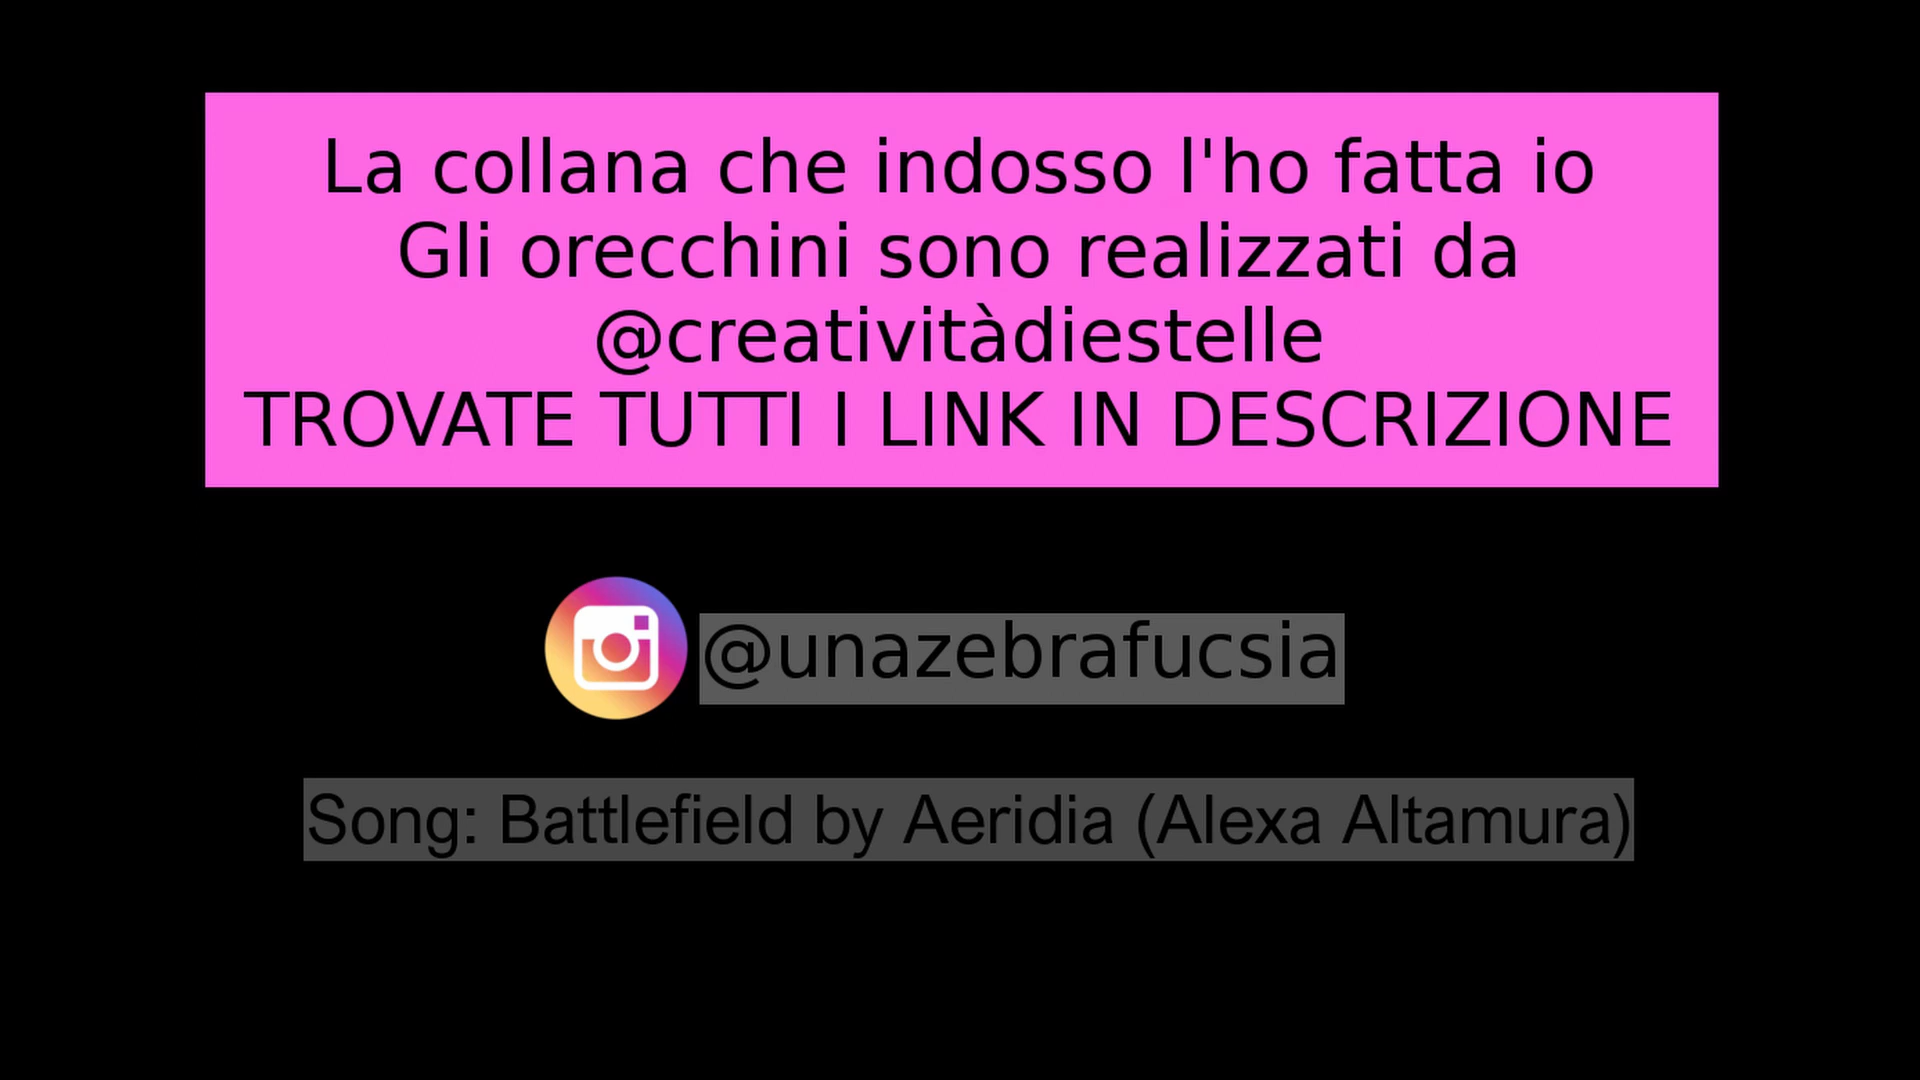 La collana che indosso l'ho fatta io
Gli orecchini sono realizzati da
@creativitàdiestelle
TROVATE TUTTI I LINK IN DESCRIZIONE
@unazebrafucsia
Song: Battlefield by Aeridia (Alexa Altamura)